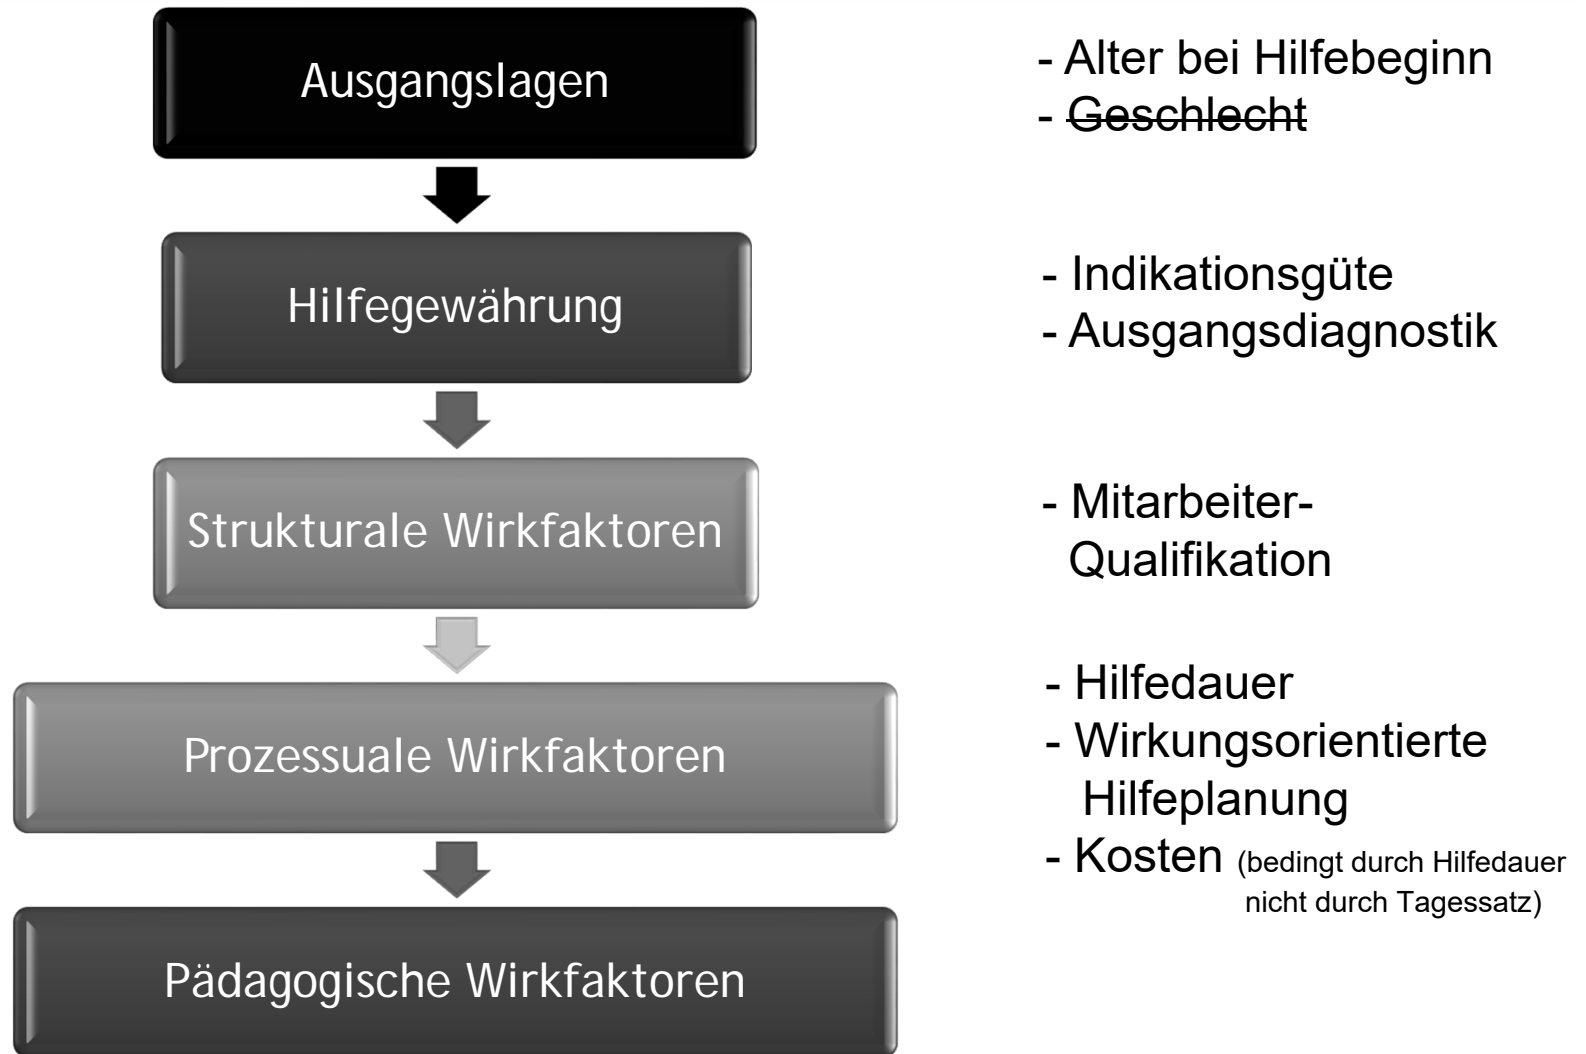 Ausgangslagen
- Alter bei Hilfebeginn
- Geschlecht
Hilfegewährung
- Indikationsgüte
- Ausgangsdiagnostik
Strukturale Wirkfaktoren
- Mitarbeiter-
Qualifikation
Prozessuale Wirkfaktoren
- Hilfedauer
- Wirkungsorientierte
Hilfeplanung
- Kosten (bedingt durch Hilfedauer
nicht durch Tagessatz)
Pädagogische Wirkfaktoren